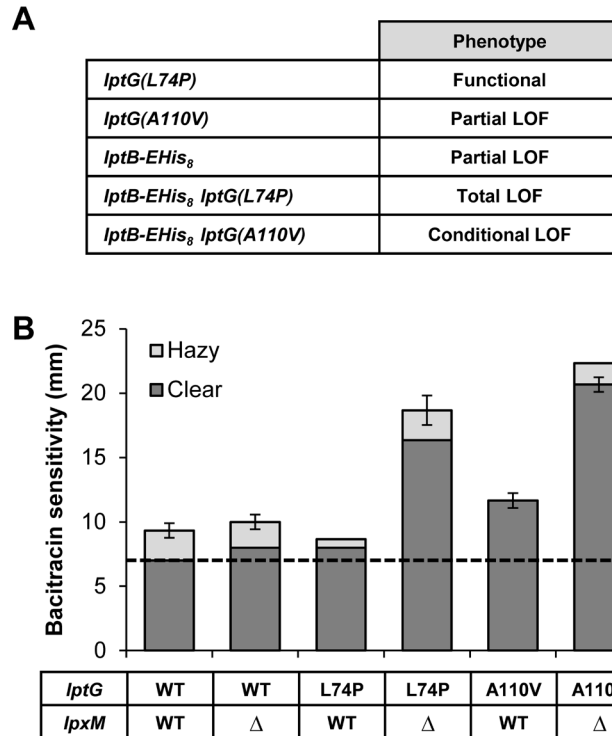 A
Phenotype
lptG(L74P) Functional
lptG(A110V) Partial LOF
lptB-EHis₈ Partial LOF
lptB-EHis₈ lptG(L74P) Total LOF
lptB-EHis₈ lptG(A110V) Conditional LOF
B
Bacitracin sensitivity (mm)
25
20
15
10
5
0
Hazy
Clear
lptG WT WT L74P L74P A110V A110
lpxM WT Δ WT Δ WT Δ